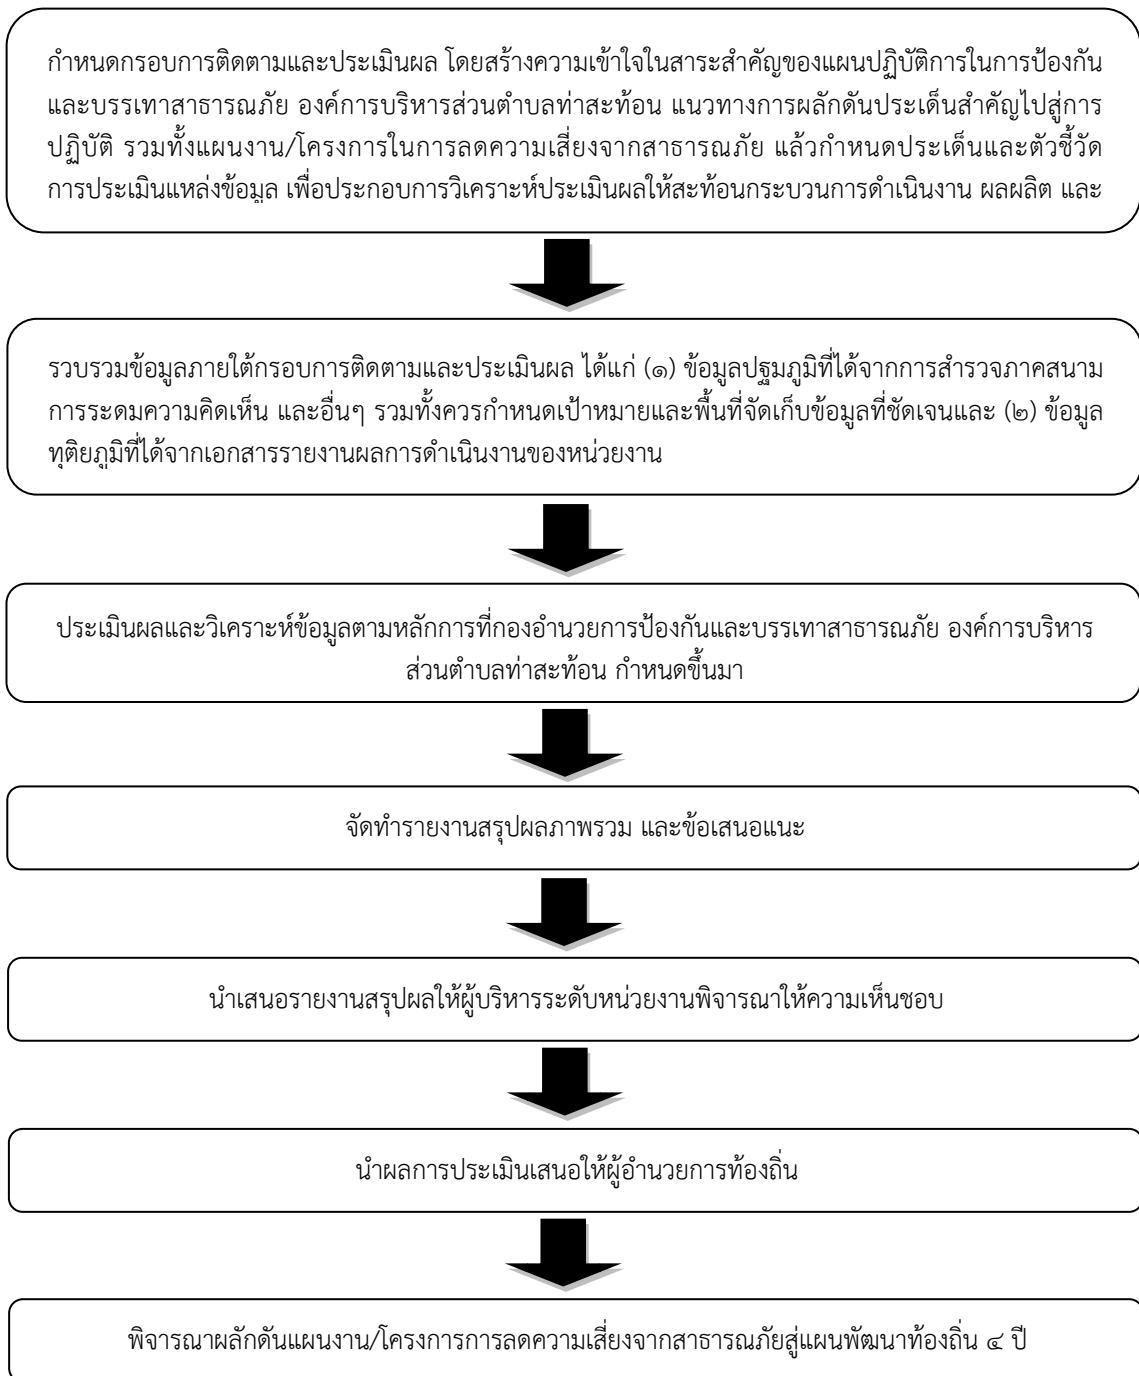 กำหนดกรอบการติดตามและประเมินผล โดยสร้างความเข้าใจในสาระสำคัญของแผนปฏิบัติการในการป้องกัน
และบรรเทาสาธารณภัย องค์การบริหารส่วนตำบลท่าสะท้อน แนวทางการผลักดันประเด็นสำคัญไปสู่การ
ปฏิบัติ รวมทั้งแผนงาน/โครงการในการลดความเสี่ยงจากสาธารณภัย แล้วกำหนดประเด็นและตัวชี้วัด
การประเมินแหล่งข้อมูล เพื่อประกอบการวิเคราะห์ประเมินผลให้สะท้อนกระบวนการดำเนินงาน ผลผลิต และ
รวบรวมข้อมูลภายใต้กรอบการติดตามและประเมินผล ได้แก่ (๑) ข้อมูลปฐมภูมิที่ได้จากการสำรวจภาคสนาม
การระดมความคิดเห็น และอื่นๆ รวมทั้งควรกำหนดเป้าหมายและพื้นที่จัดเก็บข้อมูลที่ชัดเจนและ (๒) ข้อมูล
ทุติยภูมิที่ได้จากเอกสารรายงานผลการดำเนินงานของหน่วยงาน
ประเมินผลและวิเคราะห์ข้อมูลตามหลักการที่กองอำนวยการป้องกันและบรรเทาสาธารณภัย องค์การบริหาร
ส่วนตำบลท่าสะท้อน กำหนดขึ้นมา
จัดทำรายงานสรุปผลภาพรวม และข้อเสนอแนะ
นำเสนอรายงานสรุปผลให้ผู้บริหารระดับหน่วยงานพิจารณาให้ความเห็นชอบ
นำผลการประเมินเสนอให้ผู้อำนวยการท้องถิ่น
พิจารณาผลักดันแผนงาน/โครงการการลดความเสี่ยงจากสาธารณภัยสู่แผนพัฒนาท้องถิ่น ๔ ปี